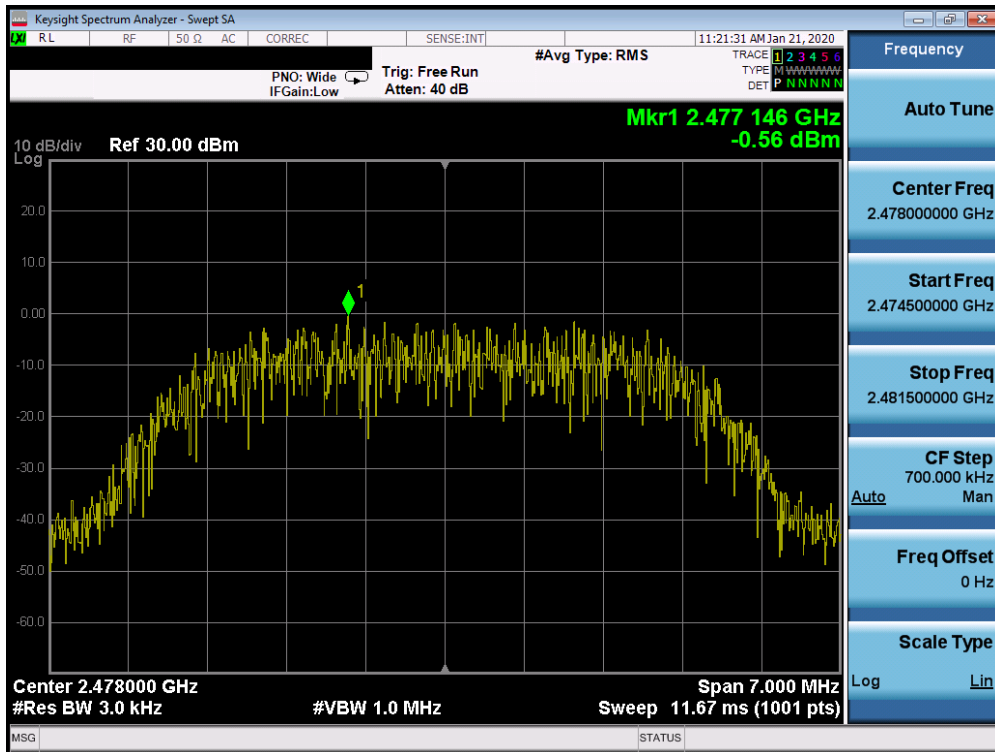 Keysight Spectrum Analyzer - Swept SA
LXI RL RF 50 Ω AC CORREC SENSE:INT 11:21:31 AM Jan 21, 2020
#Avg Type: RMS TRACE 1 2 3 4 5 6
PNO: Wide Trig: Free Run TYPE M WWWWW
IFGain:Low Atten: 40 dB DET P N N N N N
Mkr1 2.477 146 GHz
-0.56 dBm
10 dB/div Ref 30.00 dBm
Log
20.0
10.0
1
0.00
-10.0
-20.0
-30.0
-40.0
-50.0
-60.0
Center 2.478000 GHz Span 7.000 MHz
#Res BW 3.0 kHz #VBW 1.0 MHz Sweep 11.67 ms (1001 pts)
MSG STATUS
Frequency
Auto Tune
Center Freq
2.478000000 GHz
Start Freq
2.474500000 GHz
Stop Freq
2.481500000 GHz
CF Step
700.000 kHz
Auto Man
Freq Offset
0 Hz
Scale Type
Log Lin